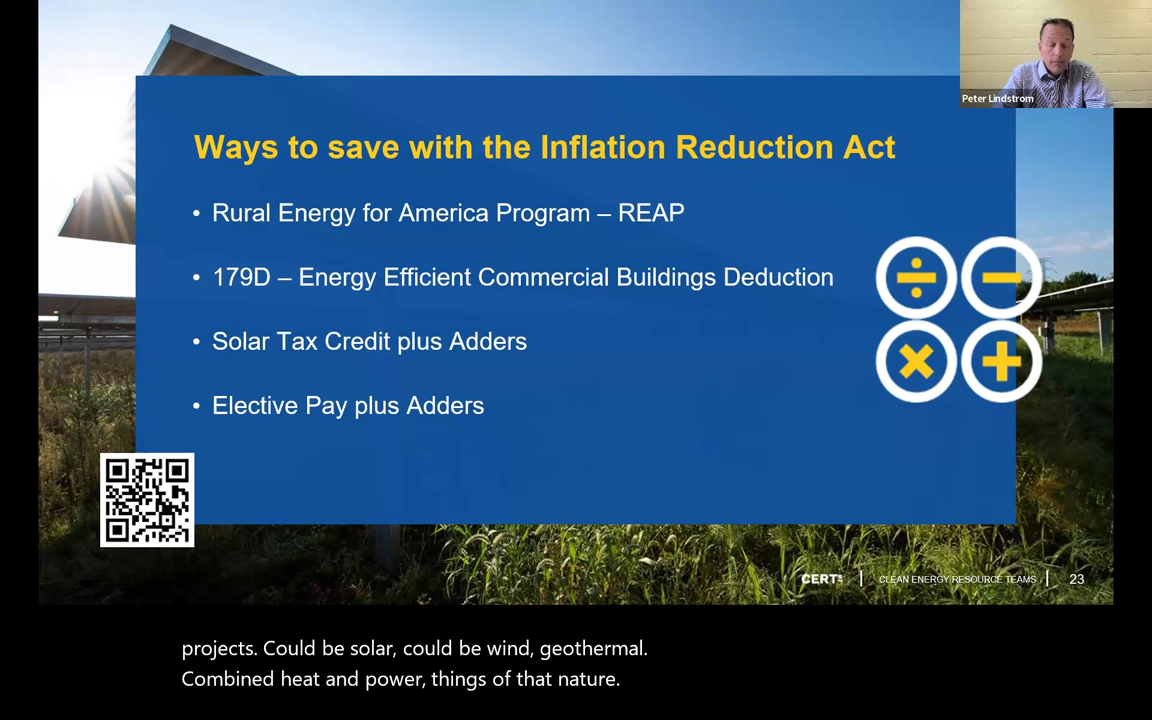 Peter Lindstrom
Ways to save with the Inflation Reduction Act
• Rural Energy for America Program – REAP
• 179D – Energy Efficient Commercial Buildings Deduction
• Solar Tax Credit plus Adders
• Elective Pay plus Adders
CERTs | CLEAN ENERGY RESOURCE TEAMS | 23
projects. Could be solar, could be wind, geothermal.
Combined heat and power, things of that nature.